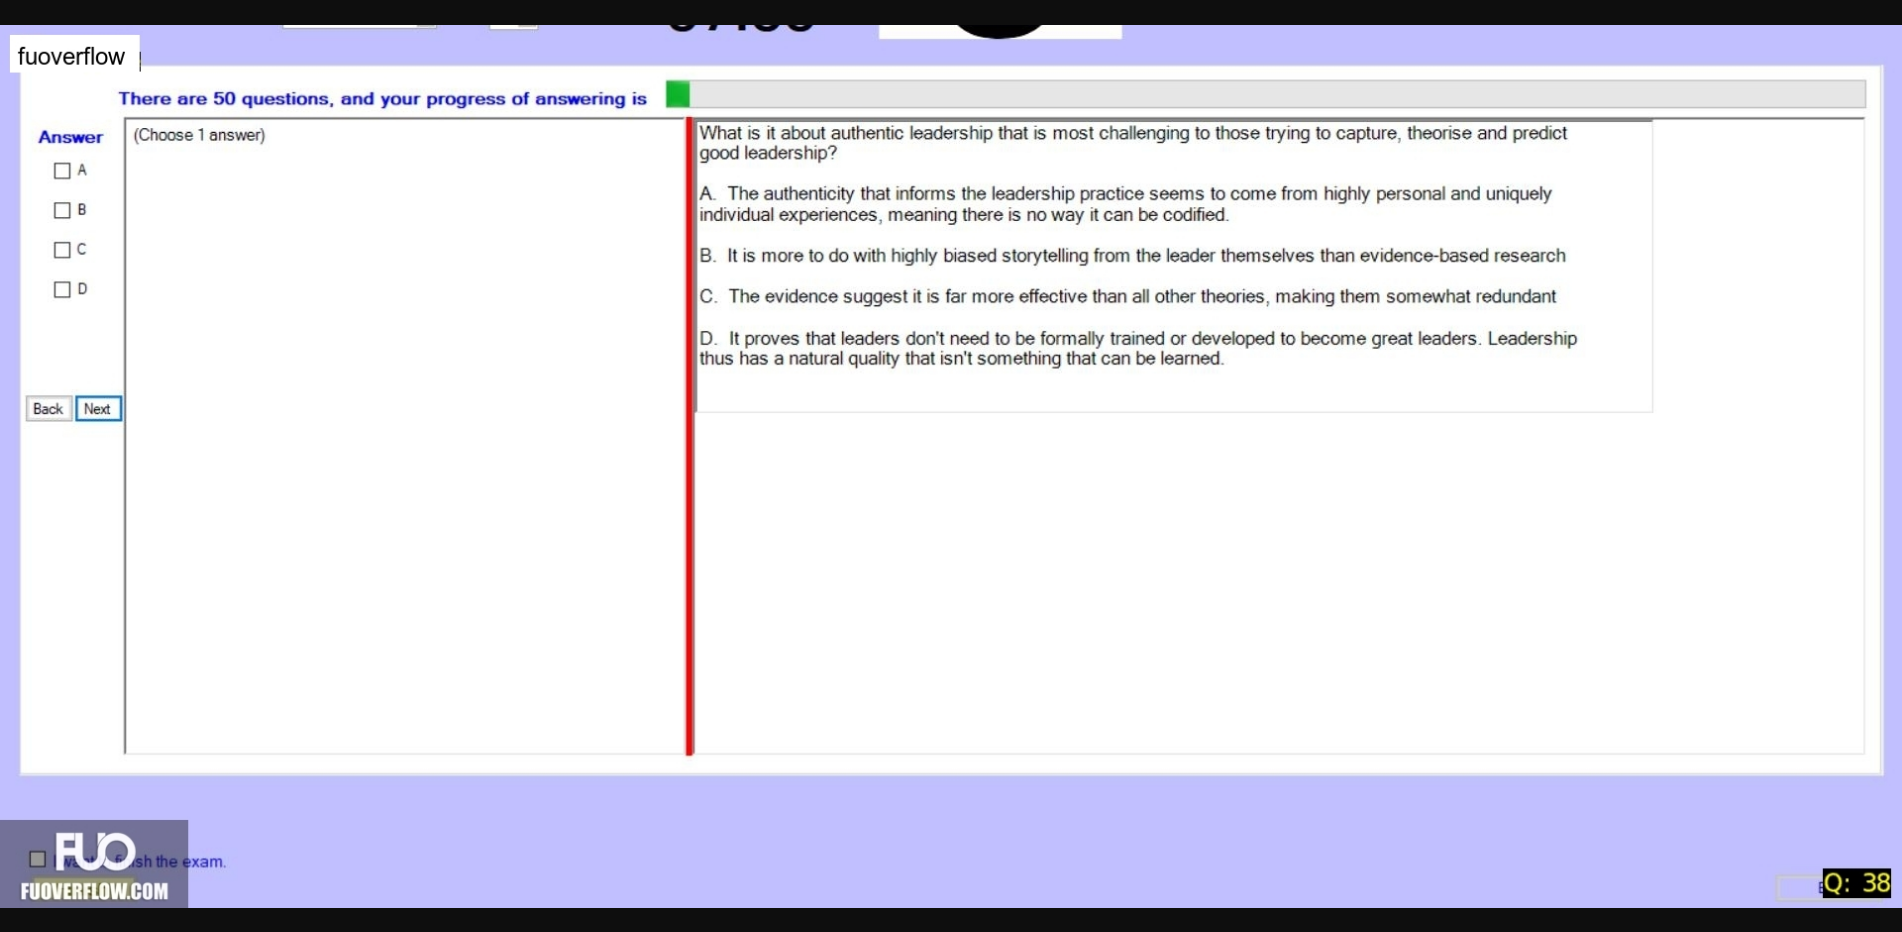 fuoverflow
There are 50 questions, and your progress of answering is
Answer
(Choose 1 answer)
A
B
C
D
Back Next
What is it about authentic leadership that is most challenging to those trying to capture, theorise and predict
good leadership?
A. The authenticity that informs the leadership practice seems to come from highly personal and uniquely
individual experiences, meaning there is no way it can be codified.
B. It is more to do with highly biased storytelling from the leader themselves than evidence-based research
C. The evidence suggest it is far more effective than all other theories, making them somewhat redundant
D. It proves that leaders don't need to be formally trained or developed to become great leaders. Leadership
thus has a natural quality that isn't something that can be learned.
FUO
the exam.
FUOVERFLOW.COM
Q: 38